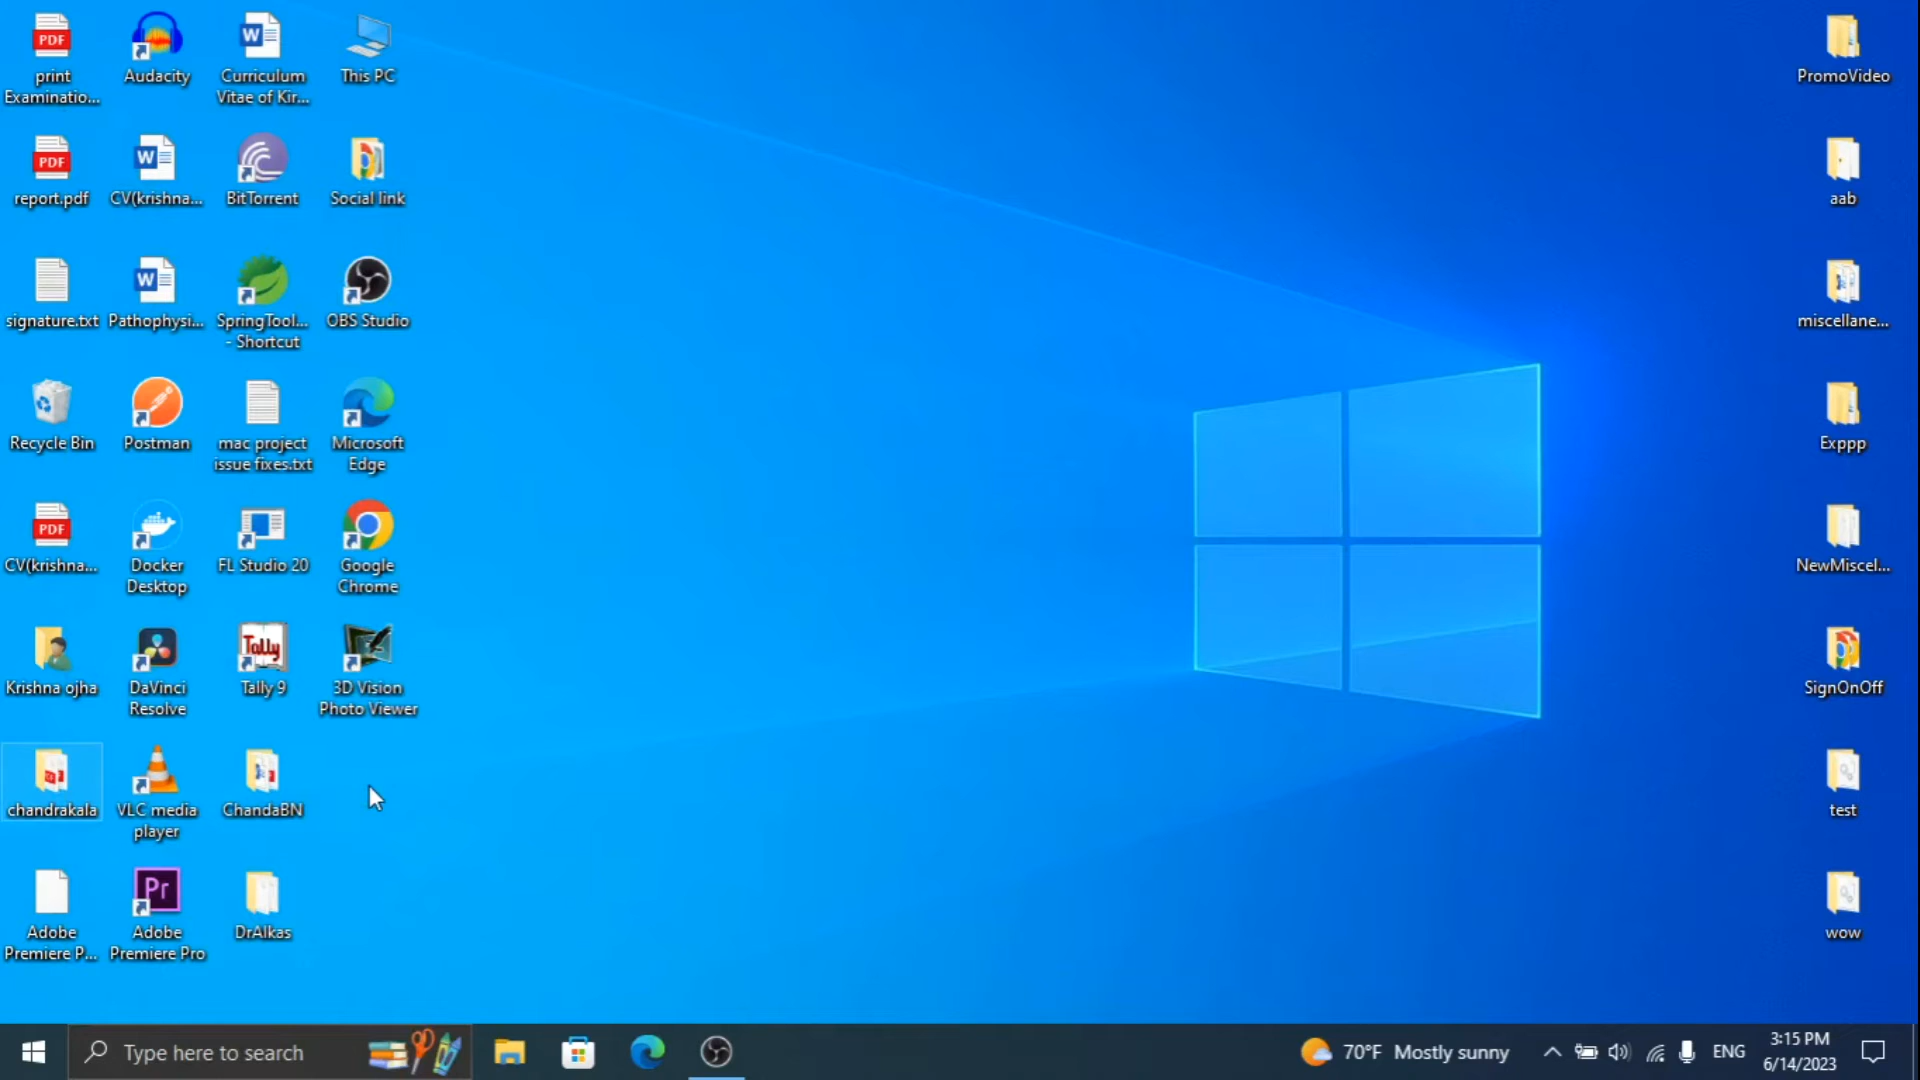 print
Examinatio...
Audacity
Curriculum
Vitae of Kir...
This PC
PromoVideo
report.pdf
CV(krishna...
BitTorrent
Social link
aab
signature.txt
Pathophysi...
SpringTool...
- Shortcut
OBS Studio
miscellane...
Recycle Bin
Postman
mac project
issue fixes.txt
Microsoft
Edge
Exppp
CV(krishna...
Docker
Desktop
FL Studio 20
Google
Chrome
NewMiscel...
Krishna ojha
DaVinci
Resolve
Tally 9
3D Vision
Photo Viewer
SignOnOff
chandrakala
VLC media
player
ChandaBN
test
Adobe
Premiere P...
Adobe
Premiere Pro
DrAlkas
wow
PDF
PDF
PDF
W
W
W
Tally
Pr
Type here to search
70°F Mostly sunny
ENG
3:15 PM
6/14/2023